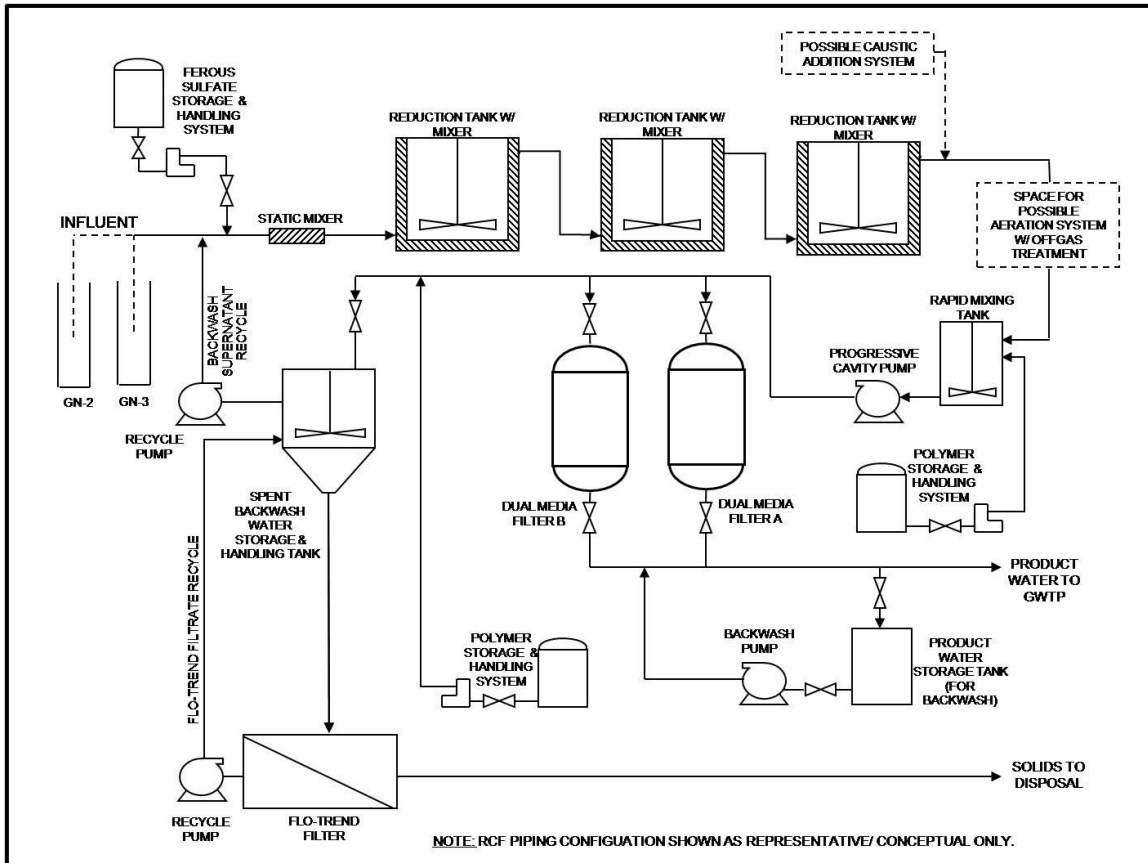 POSSIBLE CAUSTIC
ADDITION SYSTEM
FEROUS
SULFATE
STORAGE &
HANDLING
SYSTEM
REDUCTION TANK W/
MIXER
REDUCTION TANK W/
MIXER
REDUCTION TANK W/
MIXER
INFLUENT
STATIC MIXER
SPACE FOR
POSSIBLE
AERATION SYSTEM
W/ OFFGAS
TREATMENT
BACKWASH
SUPERNATANT
RECYCLE
RAPID MIXING
TANK
PROGRESSIVE
CAVITY PUMP
GN-2
GN-3
RECYCLE
PUMP
POLYMER
STORAGE &
HANDLING
SYSTEM
SPENT
BACKWASH
WATER
STORAGE &
HANDLING TANK
DUAL MEDIA
FILTER B
DUAL MEDIA
FILTER A
PRODUCT
WATER TO
GWTP
FLO-TREND FILTRATE RECYCLE
POLYMER
STORAGE &
HANDLING
SYSTEM
BACKWASH
PUMP
PRODUCT
WATER
STORAGE TANK
(FOR
BACKWASH)
SOLIDS TO
DISPOSAL
RECYCLE
PUMP
FLO-TREND
FILTER
NOTE: RCF PIPING CONFIGUATION SHOWN AS REPRESENTATIVE/ CONCEPTUAL ONLY.